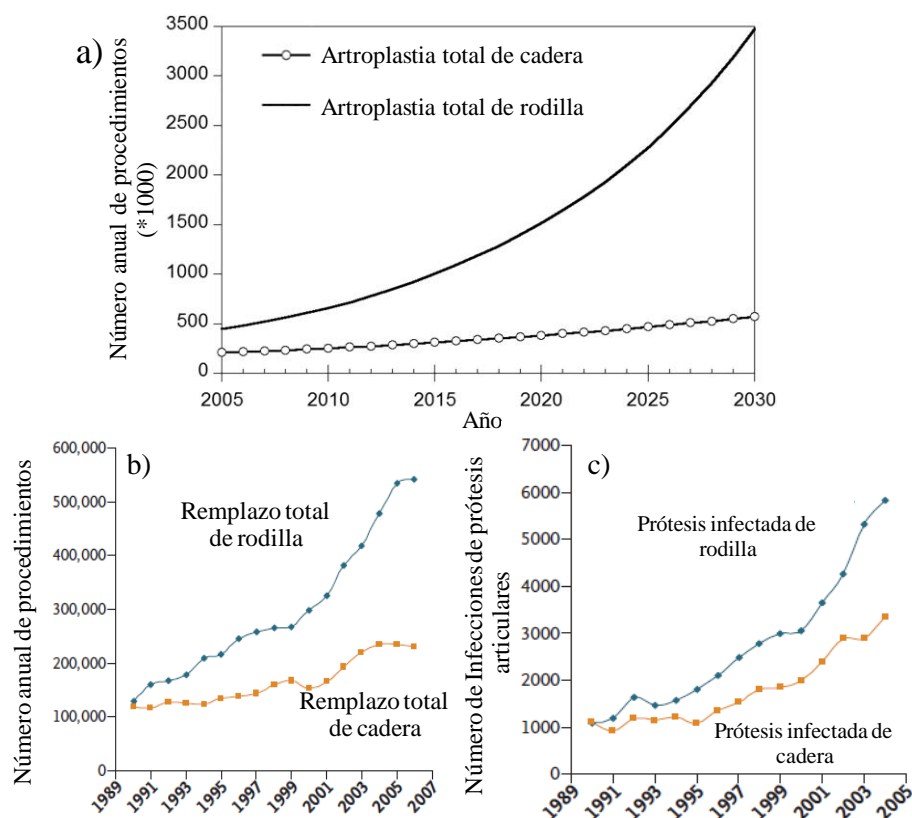 a)
Número anual de procedimientos
(*1000)
3500
3000
2500
2000
1500
1000
500
0
Artroplastia total de cadera
Artroplastia total de rodilla
2005
2010
2015
2020
2025
2030
Año
b)
Número anual de procedimientos
600,000
500,000
400,000
300,000
200,000
100,000
0
Remplazo total
de rodilla
Remplazo total
de cadera
1989
1991
1993
1995
1997
1999
2001
2003
2005
2007
c)
Número de Infecciones de prótesis
articulares
7000
6000
5000
4000
3000
2000
1000
0
Prótesis infectada de
rodilla
Prótesis infectada de
cadera
1989
1991
1993
1995
1997
1999
2001
2003
2005